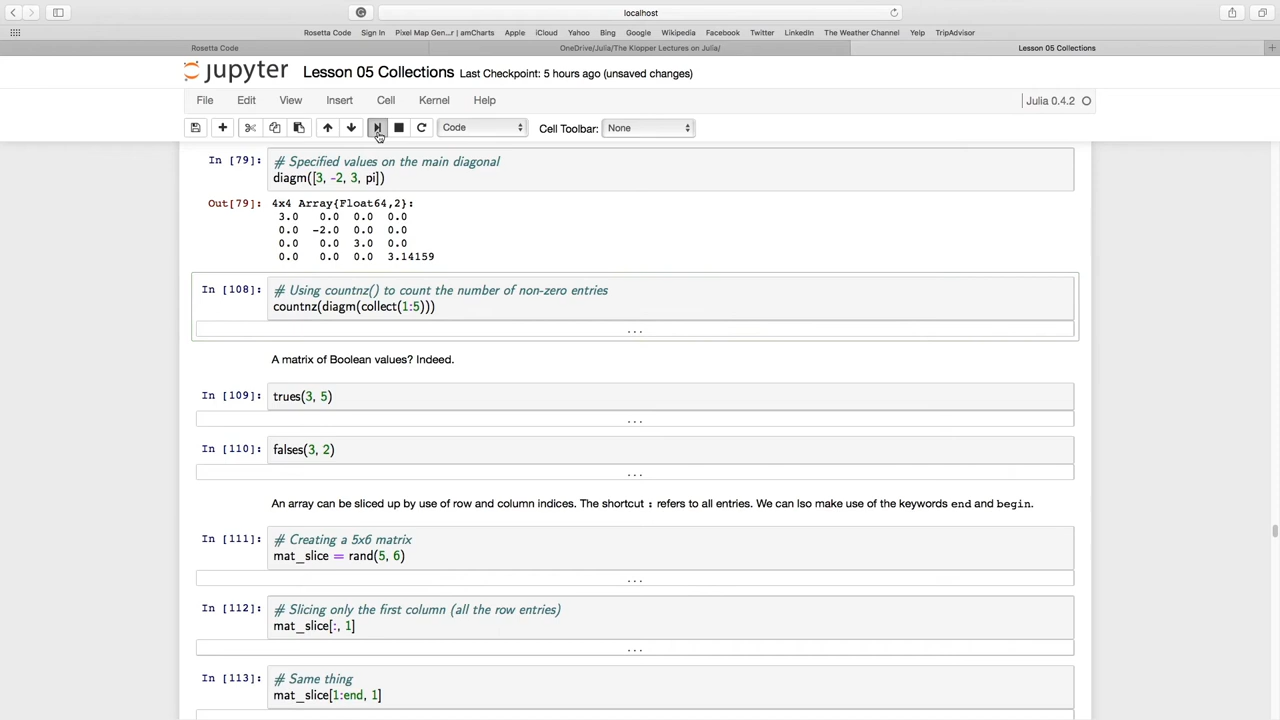 localhost
Rosetta Code Sign In Pixel Map Gen...r | amCharts Apple iCloud Yahoo Bing Google Wikipedia Facebook Twitter LinkedIn The Weather Channel Yelp TripAdvisor
Rosetta Code OneDrive/Julia/The Klopper Lectures on Julia/ Lesson 05 Collections
jupyter Lesson 05 Collections Last Checkpoint: 5 hours ago (unsaved changes)
File Edit View Insert Cell Kernel Help Julia 0.4.2
Code Cell Toolbar: None
In [79]: # Specified values on the main diagonal
diagm([3, -2, 3, pi])
Out[79]: 4x4 Array{Float64,2}:
3.0 0.0 0.0 0.0
0.0 -2.0 0.0 0.0
0.0 0.0 3.0 0.0
0.0 0.0 0.0 3.14159
In [108]: # Using countnz() to count the number of non-zero entries
countnz(diagm(collect(1:5)))
...
A matrix of Boolean values? Indeed.
In [109]: trues(3, 5)
...
In [110]: falses(3, 2)
...
An array can be sliced up by use of row and column indices. The shortcut : refers to all entries. We can lso make use of the keywords end and begin.
In [111]: # Creating a 5x6 matrix
mat_slice = rand(5, 6)
...
In [112]: # Slicing only the first column (all the row entries)
mat_slice[:, 1]
...
In [113]: # Same thing
mat_slice[1:end, 1]